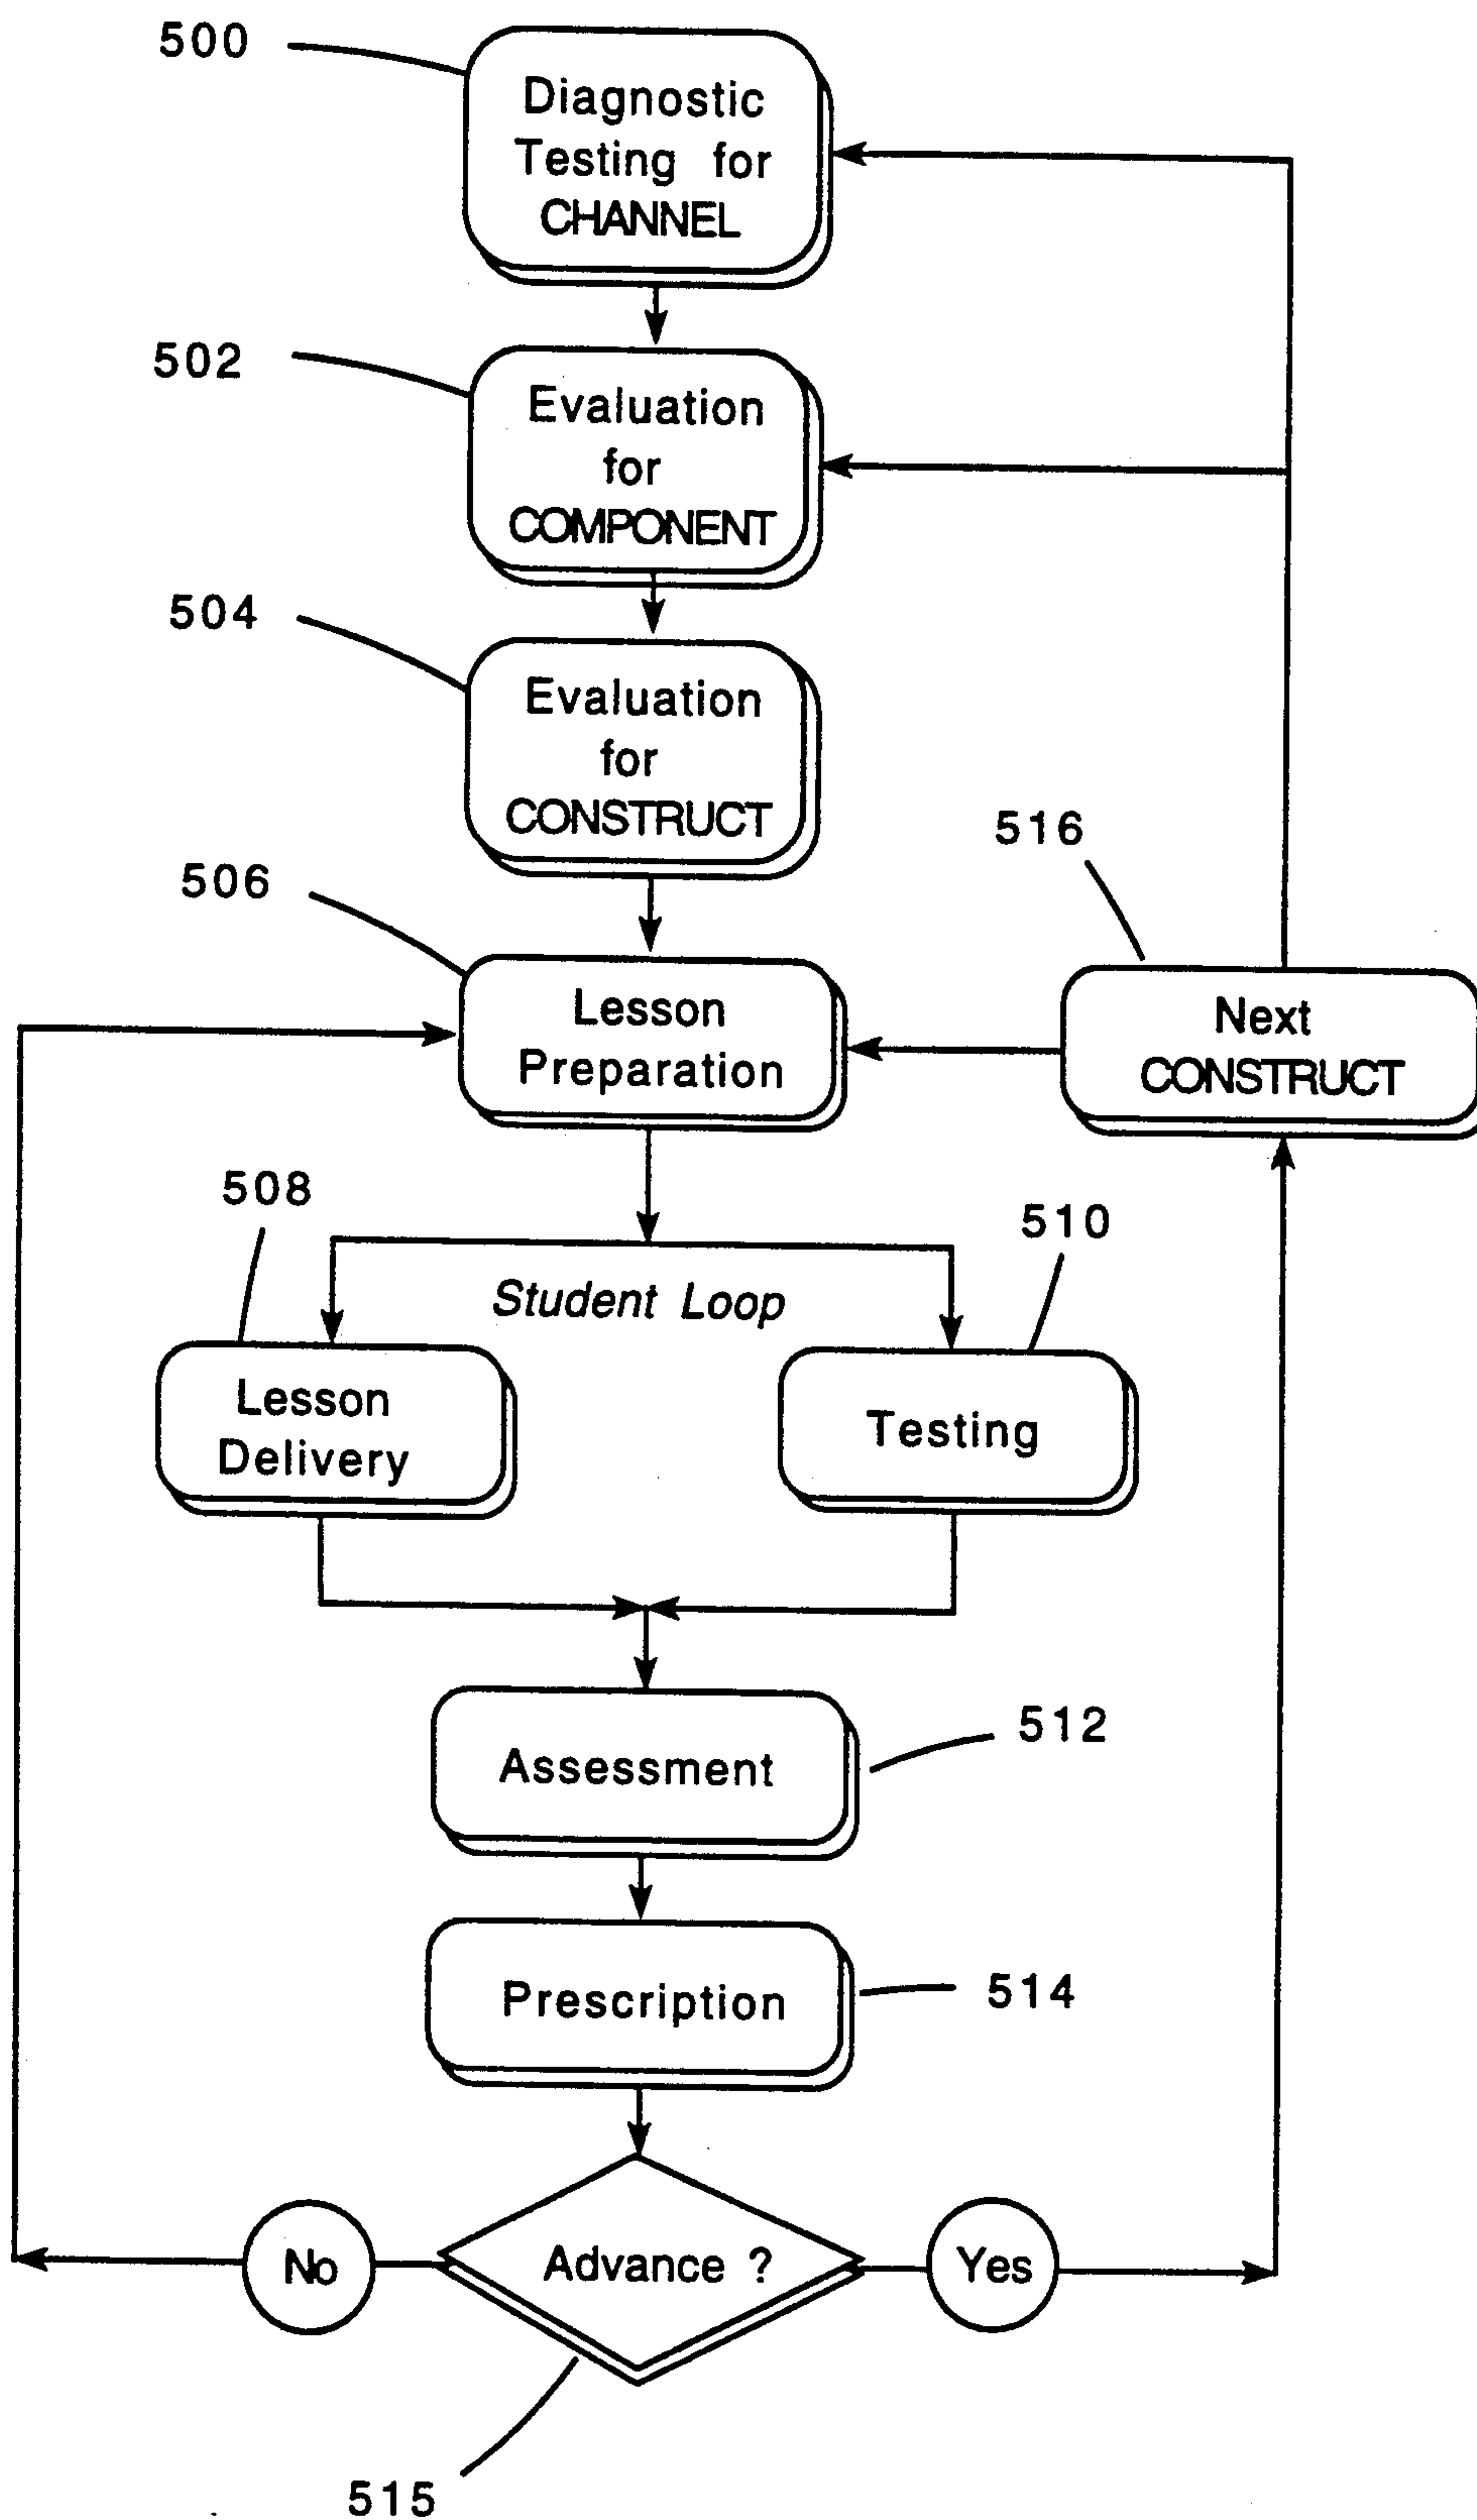 500
Diagnostic
Testing for
CHANNEL
502
Evaluation
for
COMPONENT
504
Evaluation
for
CONSTRUCT
506
Lesson
Preparation
516
Next
CONSTRUCT
508
510
Student Loop
Lesson
Delivery
Testing
Assessment
512
Prescription
514
No
Advance ?
Yes
515